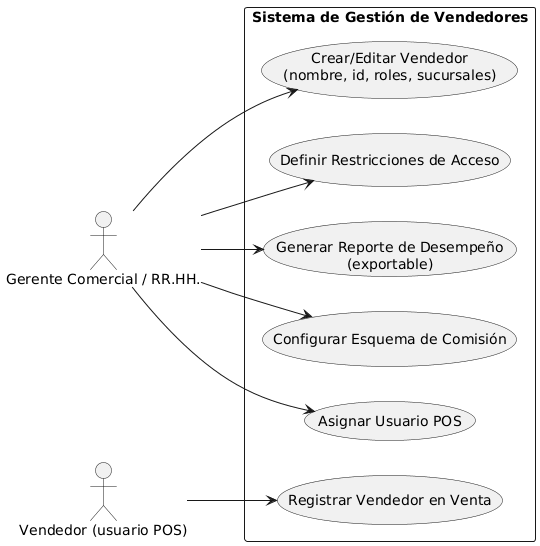 Sistema de Gestión de Vendedores
Crear/Editar Vendedor
(nombre, id, roles, sucursales)
Definir Restricciones de Acceso
Generar Reporte de Desempeño
(exportable)
Gerente Comercial / RR.HH.
Configurar Esquema de Comisión
Asignar Usuario POS
Registrar Vendedor en Venta
Vendedor (usuario POS)